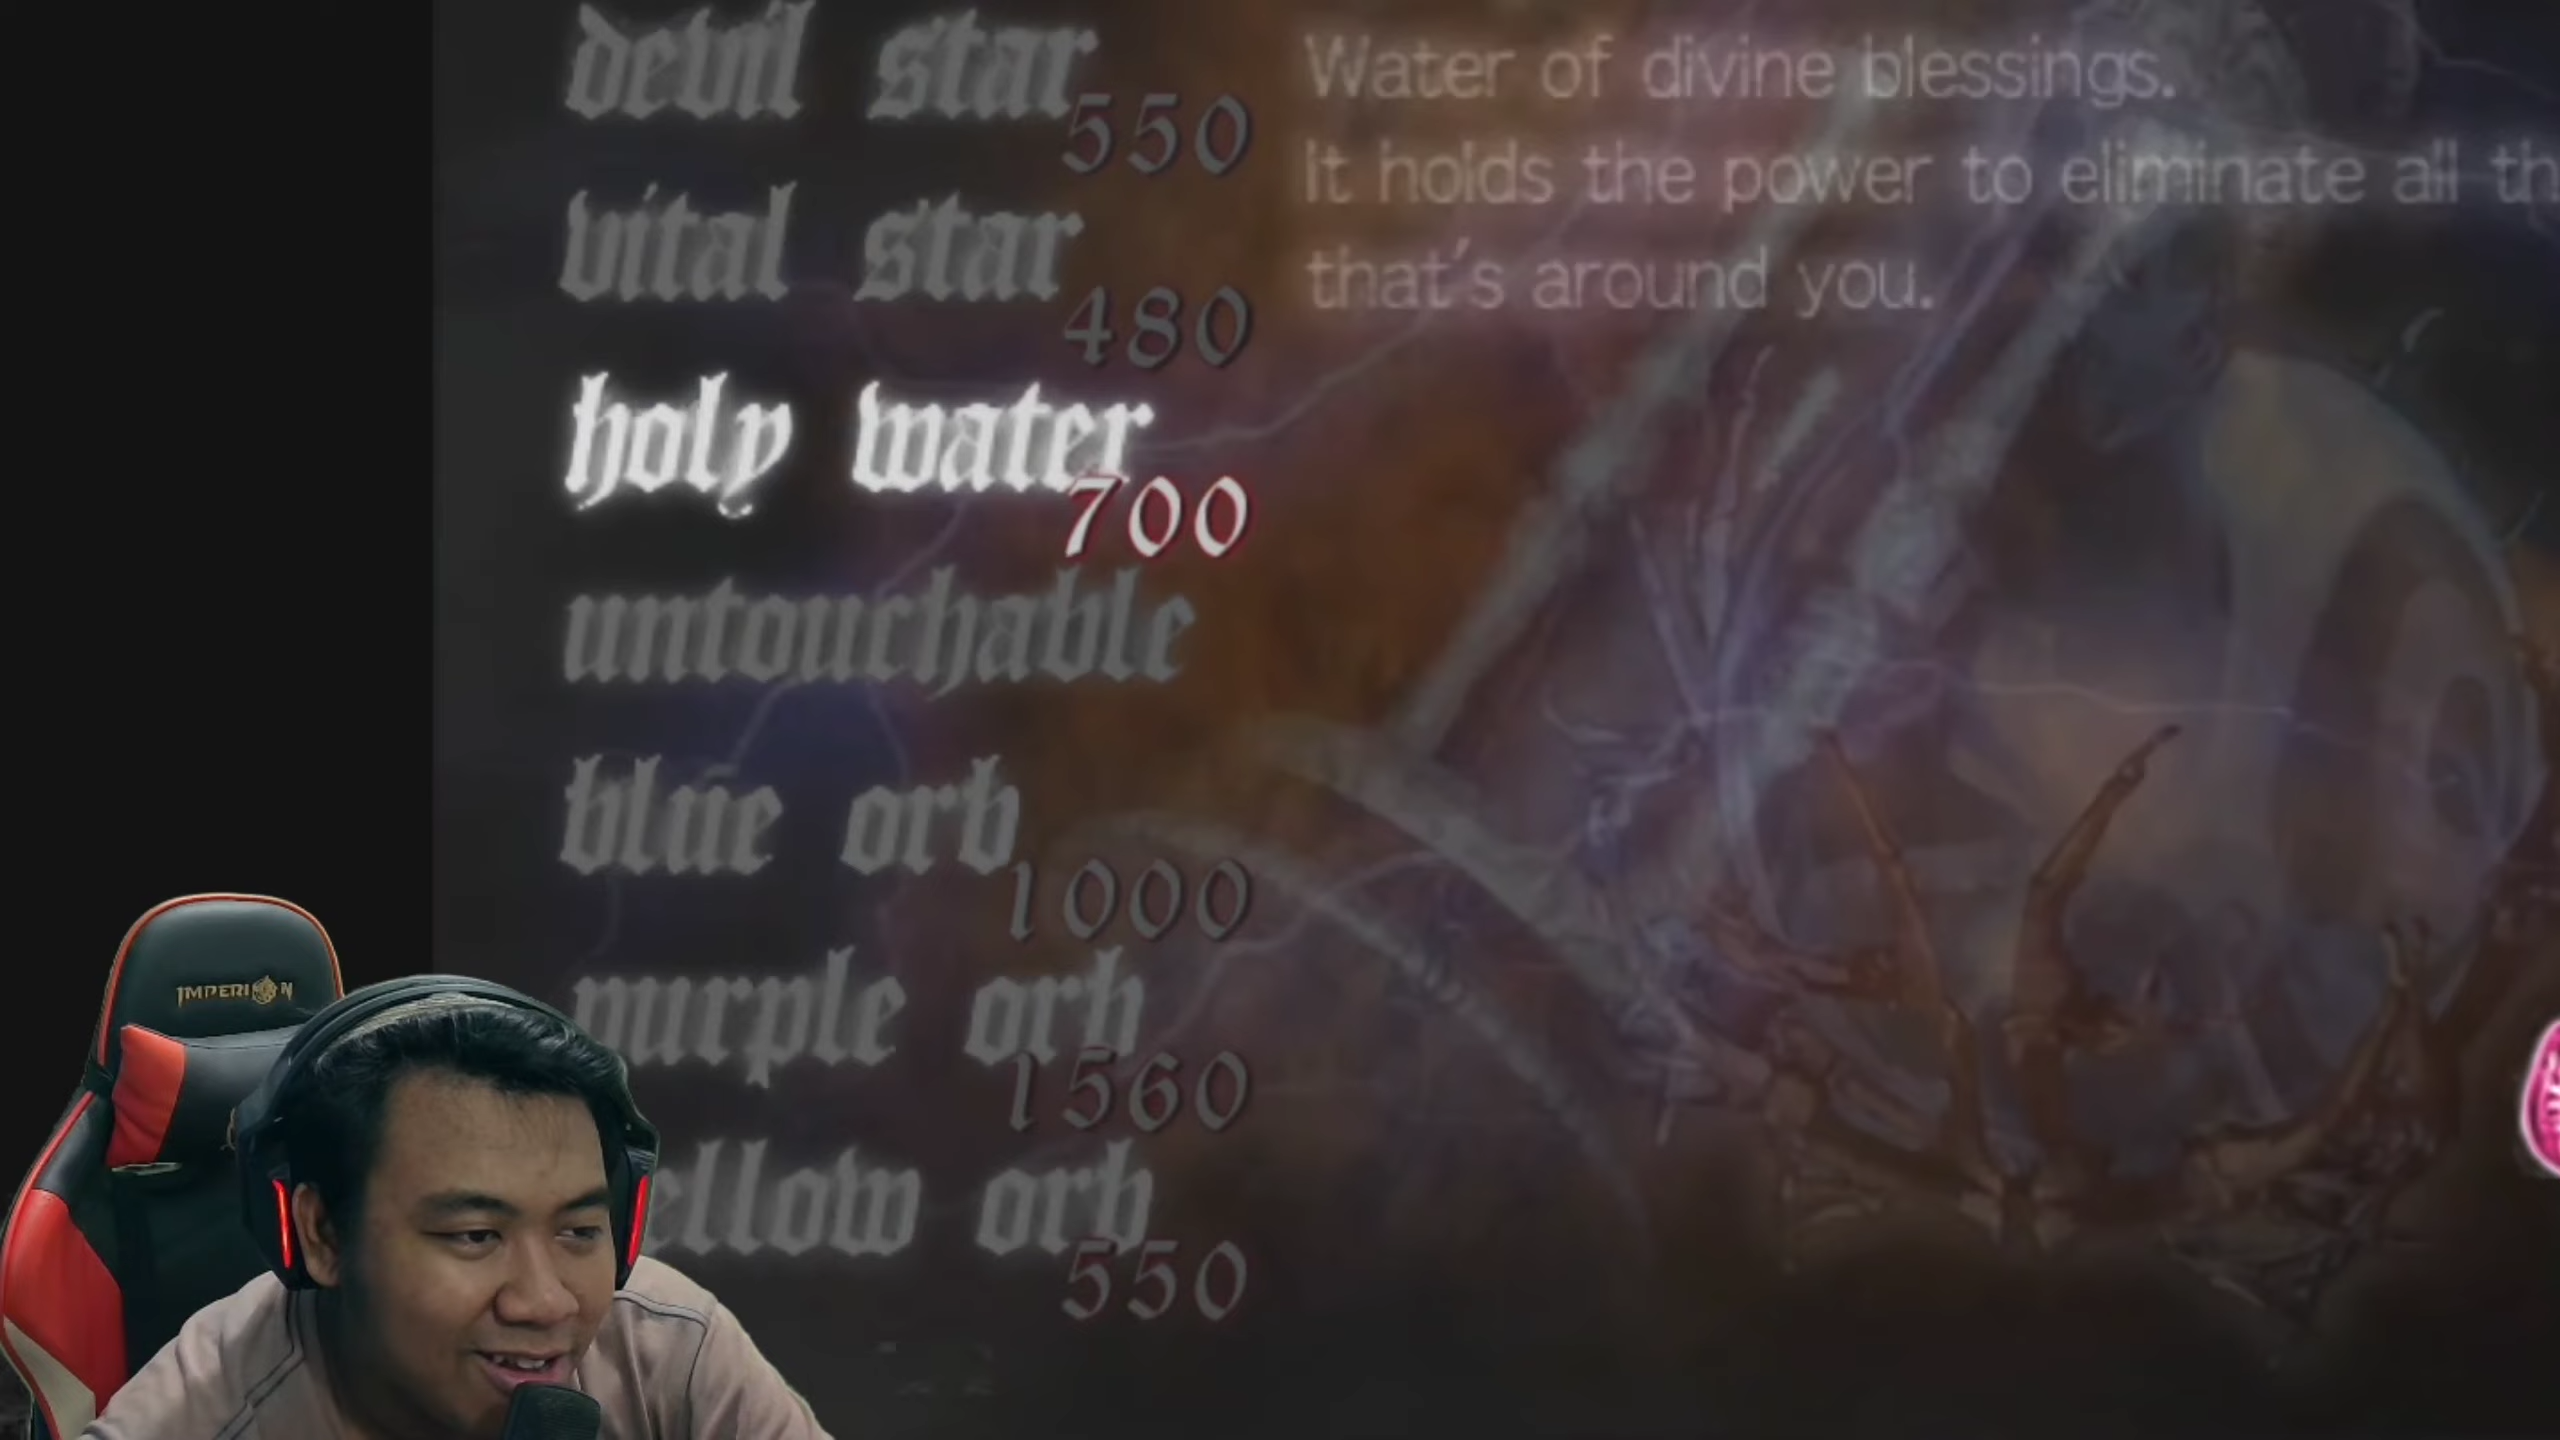 devil star
550
vital star
480
holy water
700
untouchable
blue orb
1000
purple orb
1560
ellow orb
550
Water of divine blessings.
It holds the power to eliminate all th
that's around you.
IMPERION